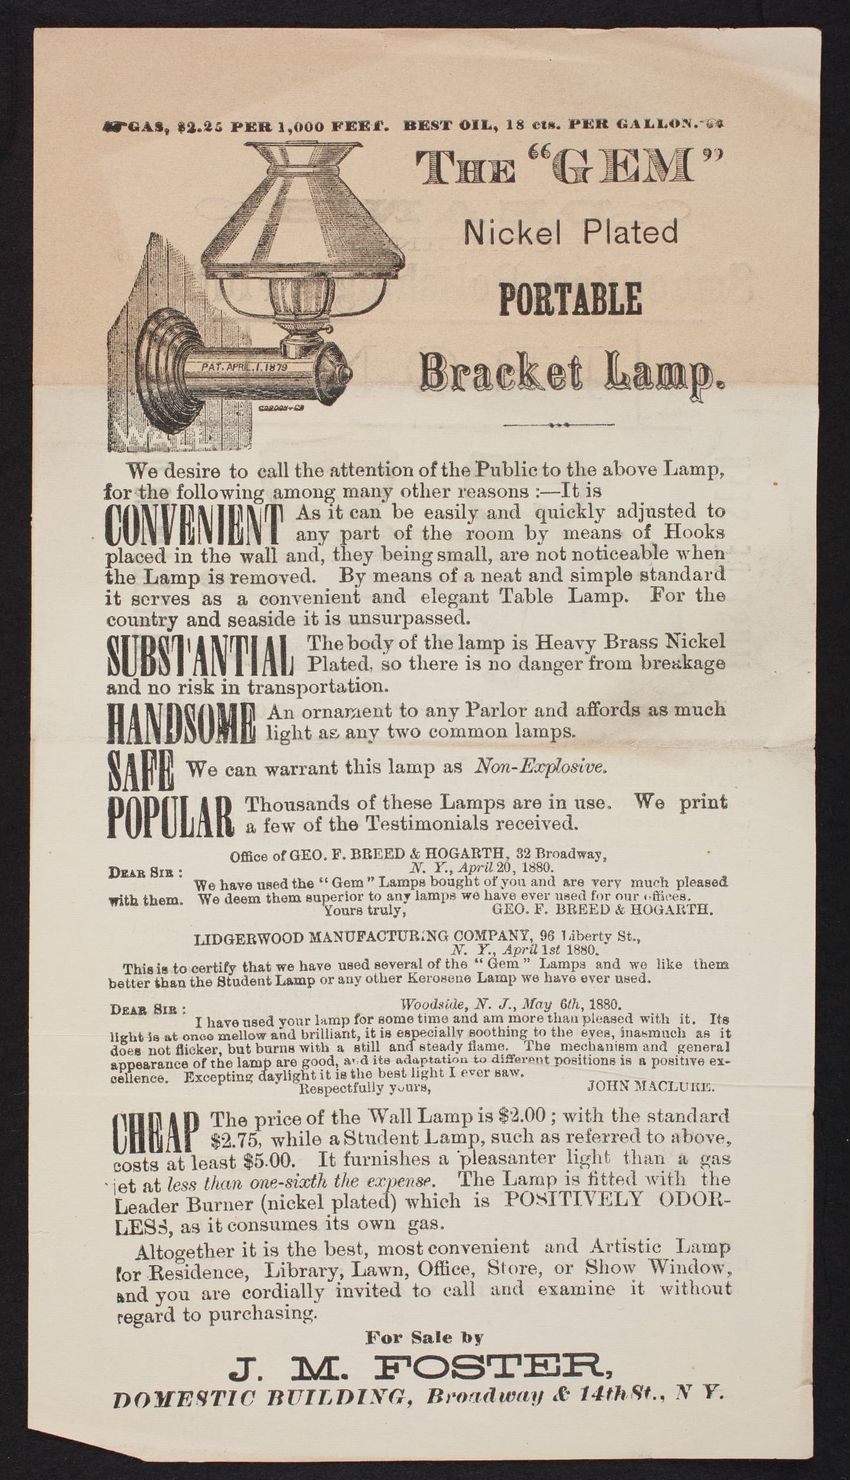 GAS, $2.25 PER 1,000 FEET. BEST OIL, 18 cts. PER GALLON.
THE "GEM"
Nickel Plated
PORTABLE
Bracket Lamp.
PAT. APRIL. 1. 1879
WALL
We desire to call the attention of the Public to the above Lamp,
for the following among many other reasons :—It is
CONVENIENT As it can be easily and quickly adjusted to
any part of the room by means of Hooks
placed in the wall and, they being small, are not noticeable when
the Lamp is removed. By means of a neat and simple standard
it serves as a convenient and elegant Table Lamp. For the
country and seaside it is unsurpassed.
SUBSTANTIAL The body of the lamp is Heavy Brass Nickel
Plated, so there is no danger from breakage
and no risk in transportation.
HANDSOME An ornament to any Parlor and affords as much
light as any two common lamps.
SAFE We can warrant this lamp as Non-Explosive.
POPULAR Thousands of these Lamps are in use. We print
a few of the Testimonials received.
Office of GEO. F. BREED & HOGARTH, 32 Broadway,
N. Y., April 20, 1880.
DEAR SIR :
We have used the "Gem" Lamps bought of you and are very much pleased
with them. We deem them superior to any lamps we have ever used for our offices.
Yours truly, GEO. F. BREED & HOGARTH.
LIDGERWOOD MANUFACTURING COMPANY, 96 Liberty St.,
N. Y., April 1st 1880.
This is to certify that we have used several of the "Gem" Lamps and we like them
better than the Student Lamp or any other Kerosene Lamp we have ever used.
Woodside, N. J., May 6th, 1880.
DEAR SIR :
I have used your lamp for some time and am more than pleased with it. Its
light is at once mellow and brilliant, it is especially soothing to the eyes, inasmuch as it
does not flicker, but burns with a still and steady flame. The mechanism and general
appearance of the lamp are good, and its adaptation to different positions is a positive ex-
cellence. Excepting daylight it is the best light I ever saw.
Respectfully yours, JOHN MACLURE.
CHEAP The price of the Wall Lamp is $2.00 ; with the standard
$2.75, while a Student Lamp, such as referred to above,
costs at least $5.00. It furnishes a pleasanter light than a gas
jet at less than one-sixth the expense. The Lamp is fitted with the
Leader Burner (nickel plated) which is POSITIVELY ODOR-
LESS, as it consumes its own gas.
Altogether it is the best, most convenient and Artistic Lamp
for Residence, Library, Lawn, Office, Store, or Show Window,
and you are cordially invited to call and examine it without
regard to purchasing.
For Sale by
J. M. FOSTER,
DOMESTIC BUILDING, Broadway & 14th St., N Y.